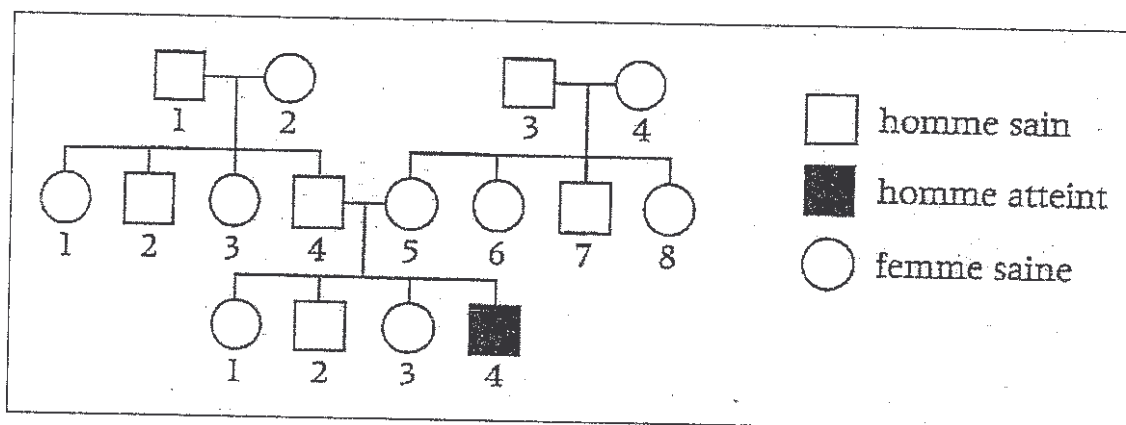 1 2 3 4
homme sain
homme atteint
femme saine
1 2 3 4 5 6 7 8
1 2 3 4